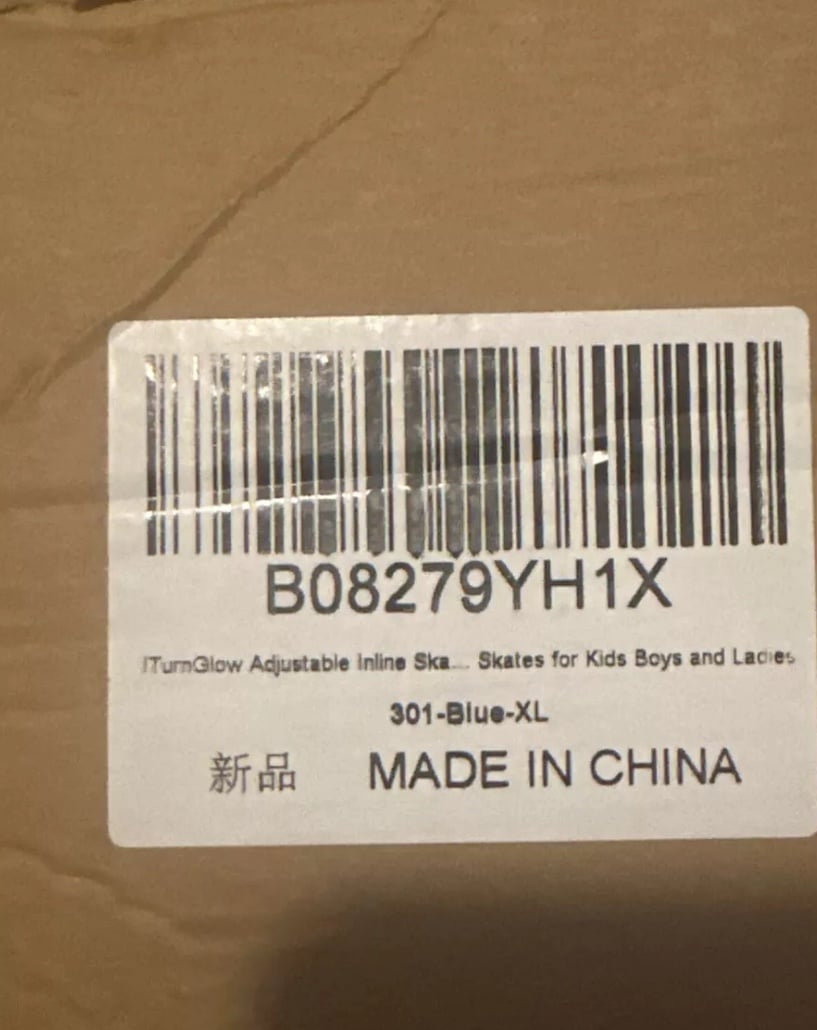 B08279YH1X
ITurnGlow Adjustable Inline Ska... Skates for Kids Boys and Ladies
301-Blue-XL
新品 MADE IN CHINA